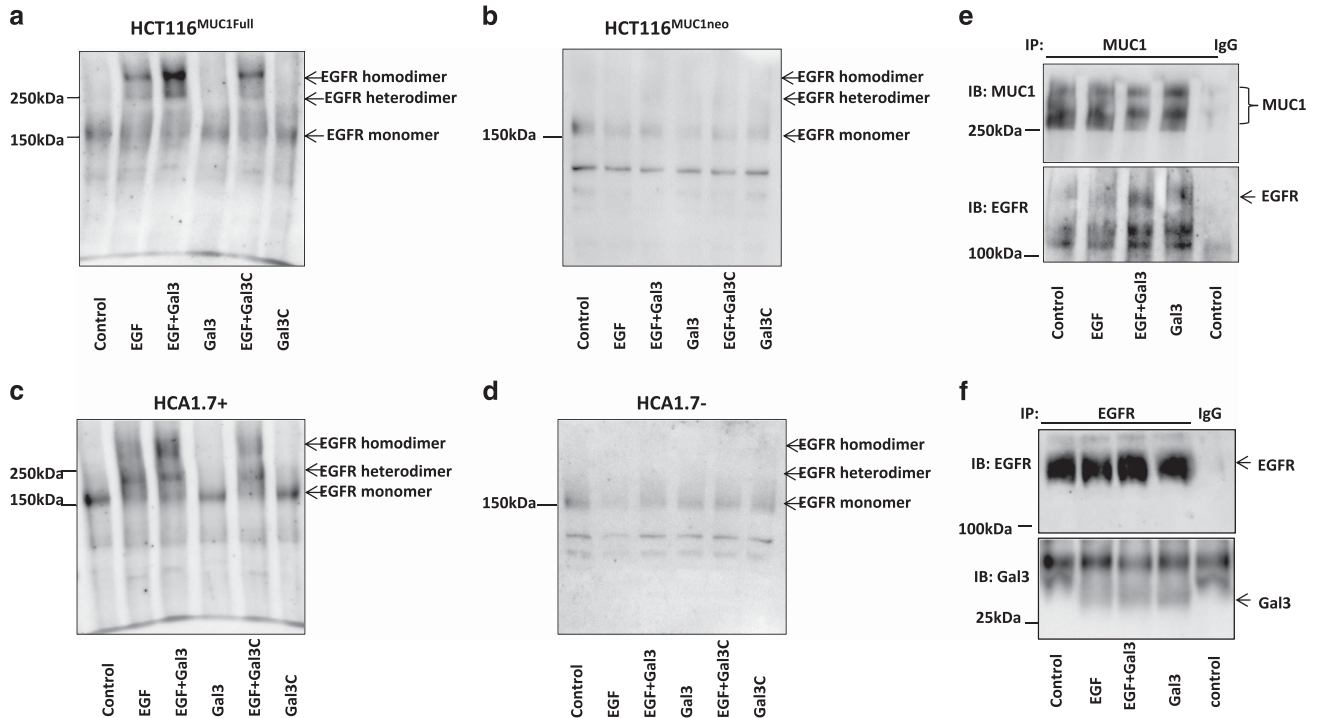 a
HCT116MUC1Full
EGFR homodimer
250kDa
EGFR heterodimer
150kDa
EGFR monomer
Control
EGF
EGF+Gal3
Gal3
EGF+Gal3C
Gal3C
b
HCT116MUC1neo
EGFR homodimer
EGFR heterodimer
150kDa
EGFR monomer
Control
EGF
EGF+Gal3
Gal3
EGF+Gal3C
Gal3C
c
HCA1.7+
EGFR homodimer
250kDa
EGFR heterodimer
150kDa
EGFR monomer
Control
EGF
EGF+Gal3
Gal3
EGF+Gal3C
Gal3C
d
HCA1.7-
EGFR homodimer
EGFR heterodimer
150kDa
EGFR monomer
Control
EGF
EGF+Gal3
Gal3
EGF+Gal3C
Gal3C
e
IP: MUC1 IgG
IB: MUC1
MUC1
250kDa
IB: EGFR
EGFR
100kDa
Control
EGF
EGF+Gal3
Gal3
Control
f
IP: EGFR IgG
IB: EGFR
EGFR
100kDa
IB: Gal3
Gal3
25kDa
Control
EGF
EGF+Gal3
Gal3
control